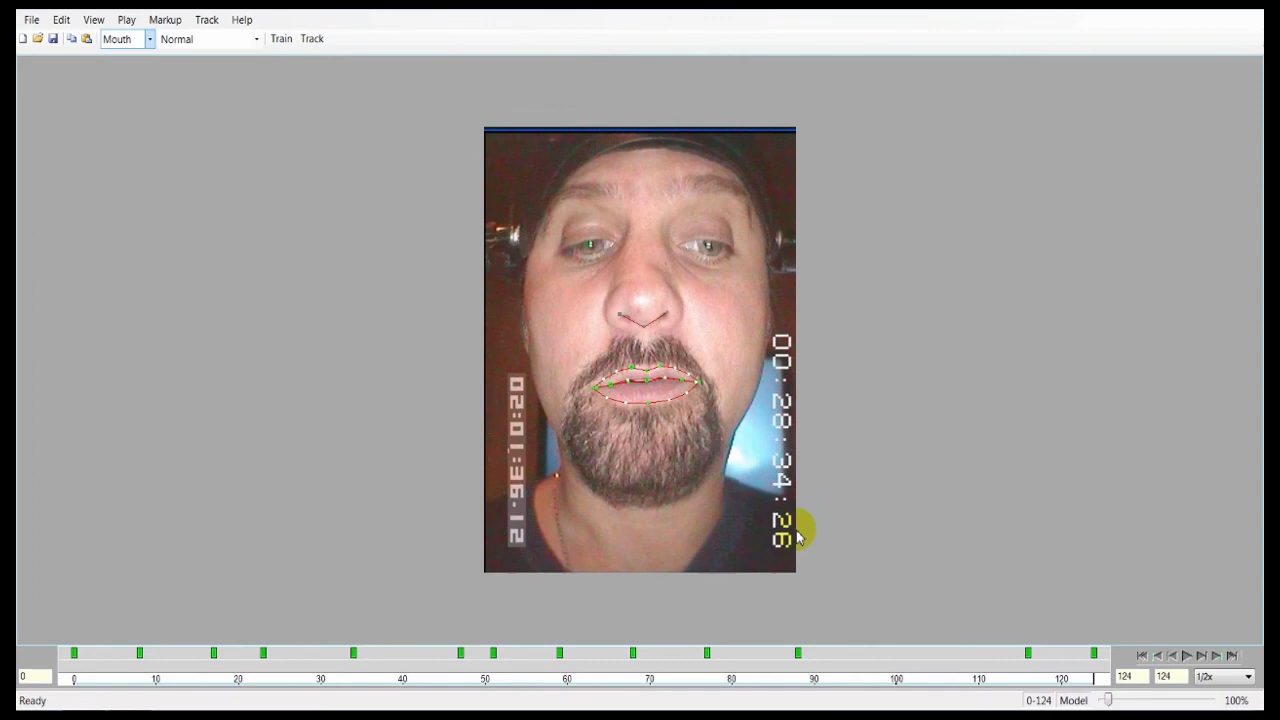 File Edit View Play Markup Track Help
Mouth Normal Train Track
00:28:34:26
02:01:36.12
0 0 10 20 30 40 50 60 70 80 90 100 110 120 124 124 1/2x
Ready 0-124 Model 100%